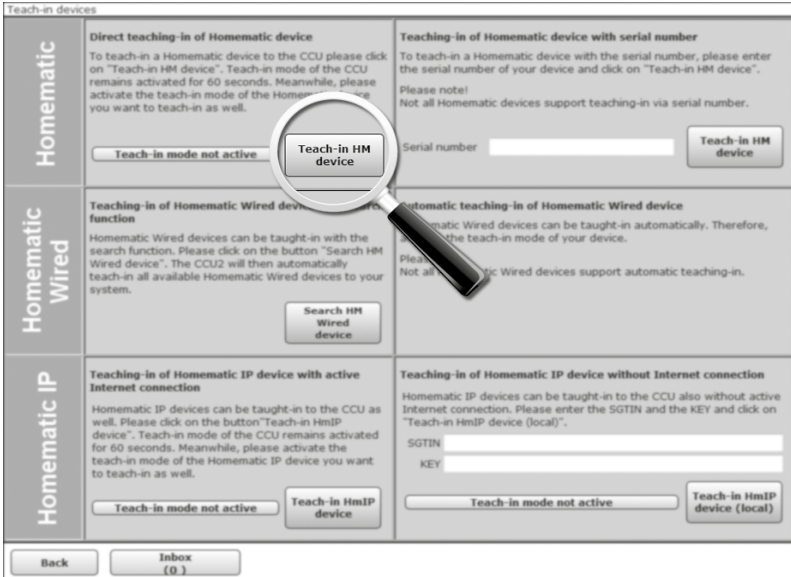 Teach-in devices
Homematic
Direct teaching-in of Homematic device
To teach-in a Homematic device to the CCU please click
on "Teach-in HM device". Teach-in mode of the CCU
remains activated for 60 seconds. Meanwhile, please
activate the teach-in mode of the
you want to teach-in as well.
Teach-in mode not active
Teach-in HM
device
Teaching-in of Homematic device with serial number
To teach-in a Homematic device with the serial number, please enter
the serial number of your device and click on "Teach-in HM device".
Please note!
Not all Homematic devices support teaching-in via serial number.
Serial number
Teach-in HM
device
Homematic
Wired
Teaching-in of Homematic Wired
function
Homematic Wired devices can be taught-in with the
search function. Please click on the button "Search HM
Wired device". The CCU2 will then automatically
teach-in all available Homematic Wired devices to your
system.
Search HM
Wired
device
teaching-in of Homematic Wired device
Wired devices can be taught-in automatically. Therefore,
the teach-in mode of your device.
Not all Wired devices support automatic teaching-in.
Homematic IP
Teaching-in of Homematic IP device with active
Internet connection
Homematic IP devices can be taught-in to the CCU as
well. Please click on the button"Teach-in HmIP
device". Teach-in mode of the CCU remains activated
for 60 seconds. Meanwhile, please activate the
teach-in mode of the Homematic IP device you want
to teach-in as well.
Teach-in mode not active
Teach-in HmIP
device
Teaching-in of Homematic IP device without Internet connection
Homematic IP devices can be taught-in to the CCU also without active
Internet connection. Please enter the SGTIN and the KEY and click on
"Teach-in HmIP device (local)".
SGTIN
KEY
Teach-in mode not active
Teach-in HmIP
device (local)
Back
Inbox
(0 )